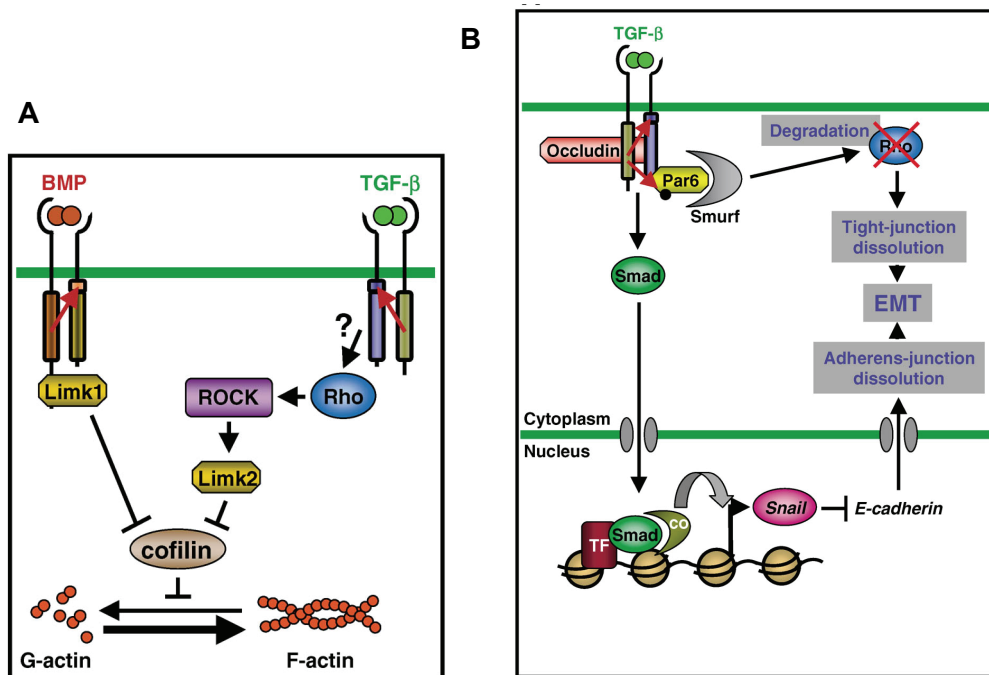 A
BMP
TGF-β
?
Limk1
ROCK
Rho
Limk2
cofilin
G-actin
F-actin
B
TGF-β
Occludin
Par6
Smurf
Degradation
Rho
Smad
Tight-junction
dissolution
EMT
Adherens-junction
dissolution
Cytoplasm
Nucleus
TF
Smad
co
Snail
E-cadherin